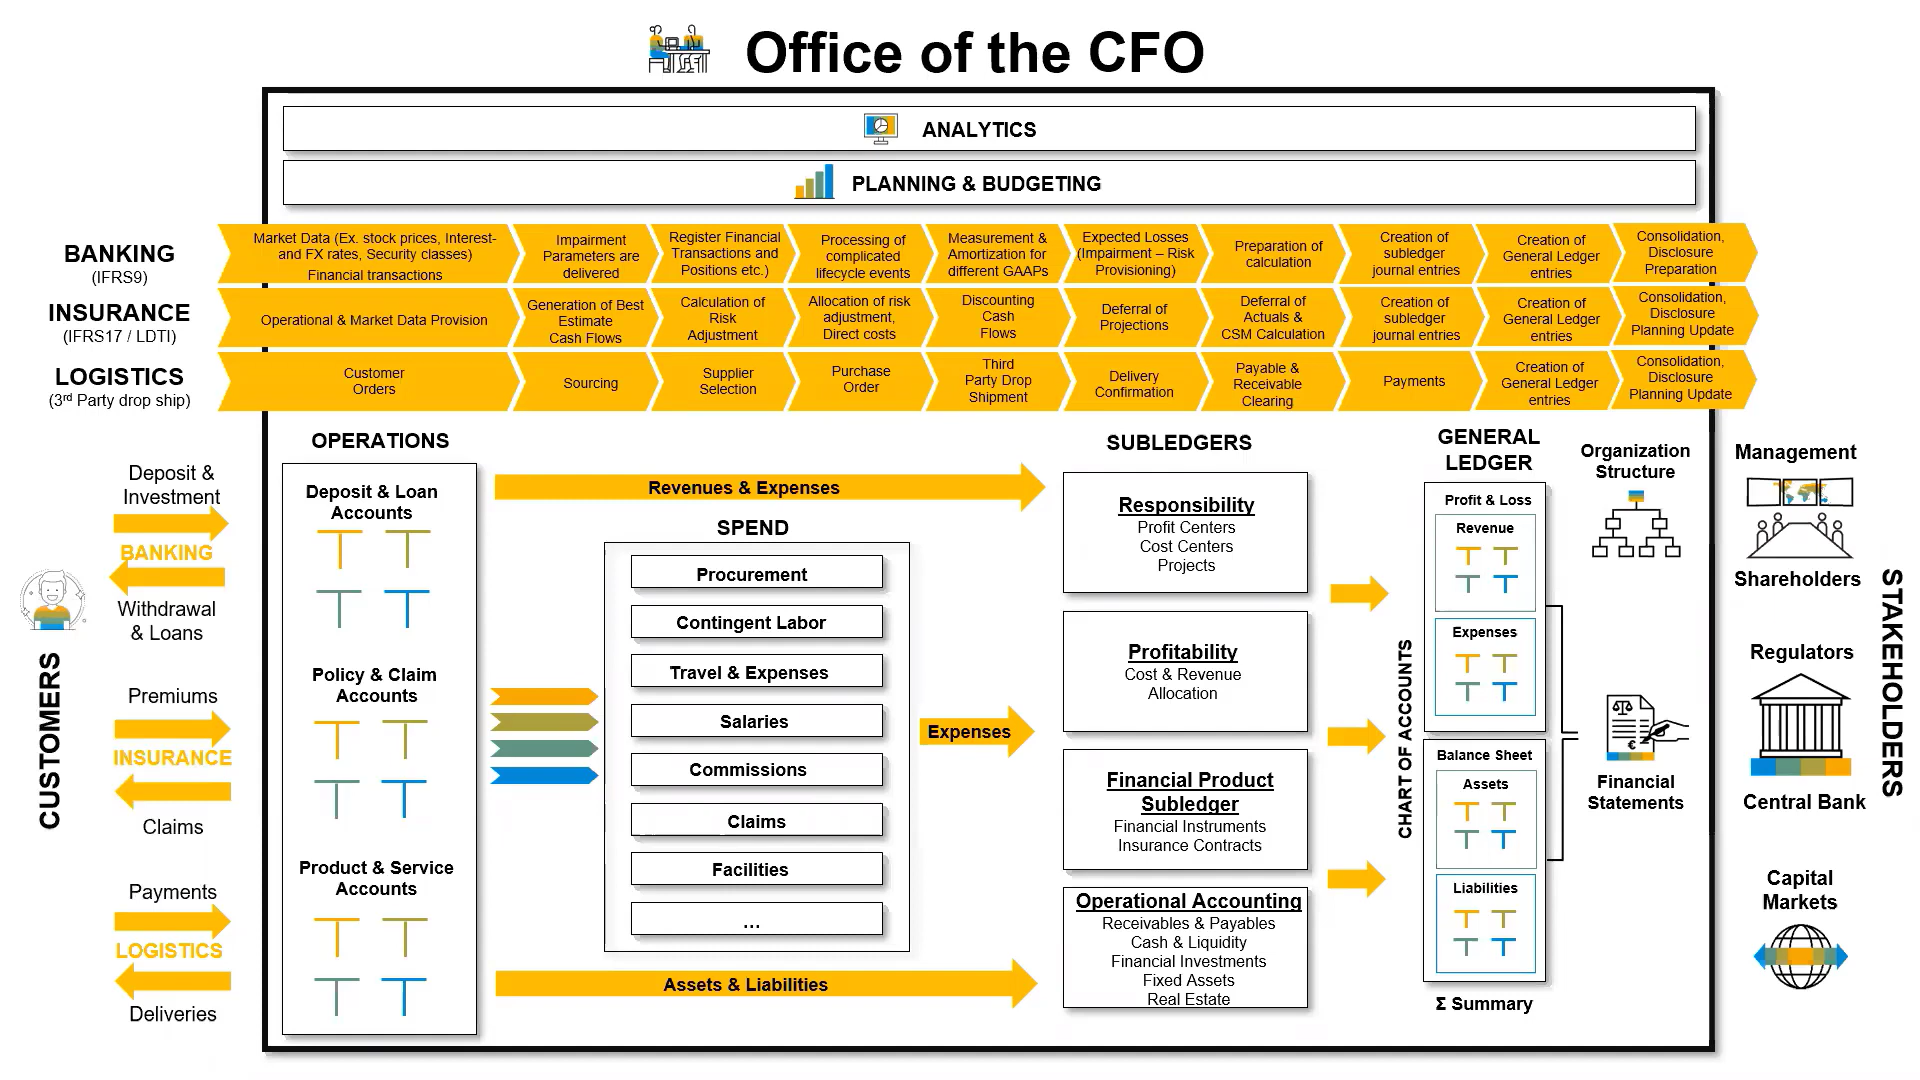 Office of the CFO
ANALYTICS
PLANNING & BUDGETING
BANKING
(IFRS9)
Market Data (Ex. stock prices, Interest-
and FX rates, Security classes)
Financial transactions
Impairment
Parameters are
delivered
Register Financial
Transactions and
Positions etc.)
Processing of
complicated
lifecycle events
Measurement &
Amortization for
different GAAPs
Expected Losses
(Impairment – Risk
Provisioning)
Preparation of
calculation
Creation of
subledger
journal entries
Creation of
General Ledger
entries
Consolidation,
Disclosure
Preparation
INSURANCE
(IFRS17 / LDTI)
Operational & Market Data Provision
Generation of Best
Estimate
Cash Flows
Calculation of
Risk
Adjustment
Allocation of risk
adjustment,
Direct costs
Discounting
Cash
Flows
Deferral of
Projections
Deferral of
Actuals &
CSM Calculation
Creation of
subledger
journal entries
Creation of
General Ledger
entries
Consolidation,
Disclosure
Planning Update
LOGISTICS
(3rd Party drop ship)
Customer
Orders
Sourcing
Supplier
Selection
Purchase
Order
Third
Party Drop
Shipment
Delivery
Confirmation
Payable &
Receivable
Clearing
Payments
Creation of
General Ledger
entries
Consolidation,
Disclosure
Planning Update
CUSTOMERS
Deposit &
Investment
BANKING
Withdrawal
& Loans
Premiums
INSURANCE
Claims
Payments
LOGISTICS
Deliveries
OPERATIONS
Deposit & Loan
Accounts
Policy & Claim
Accounts
Product & Service
Accounts
Revenues & Expenses
SPEND
Procurement
Contingent Labor
Travel & Expenses
Salaries
Commissions
Claims
Facilities
...
Expenses
Assets & Liabilities
SUBLEDGERS
Responsibility
Profit Centers
Cost Centers
Projects
Profitability
Cost & Revenue
Allocation
Financial Product
Subledger
Financial Instruments
Insurance Contracts
Operational Accounting
Receivables & Payables
Cash & Liquidity
Financial Investments
Fixed Assets
Real Estate
CHART OF ACCOUNTS
GENERAL
LEDGER
Profit & Loss
Revenue
Expenses
Balance Sheet
Assets
Liabilities
Σ Summary
Organization
Structure
€
Financial
Statements
Management
Shareholders
Regulators
Central Bank
Capital
Markets
STAKEHOLDERS